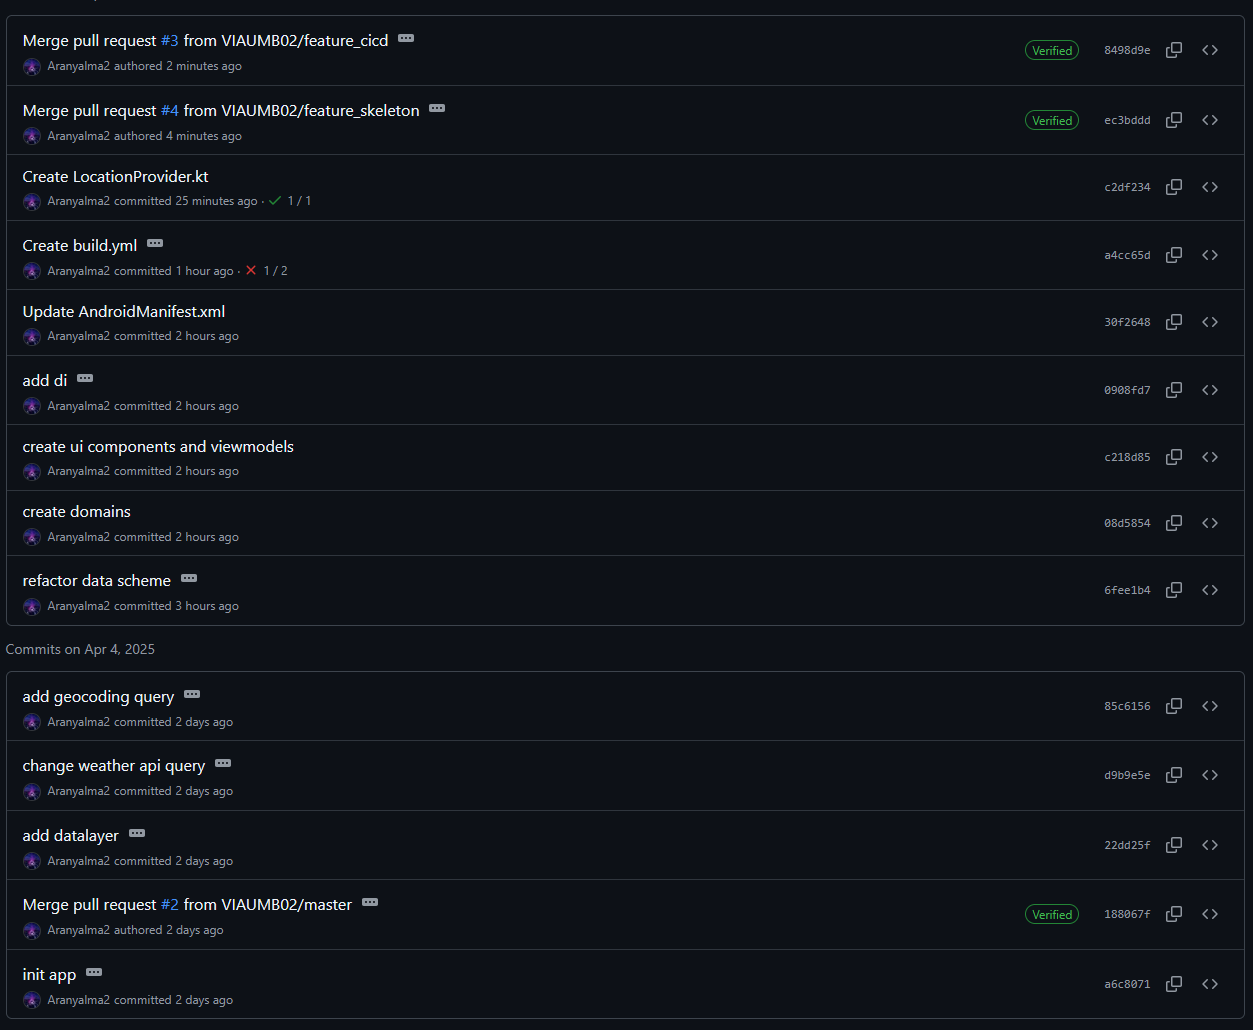 Merge pull request #3 from VIAUMB02/feature_cicd
Verified
8498d9e
Aranyalma2 authored 2 minutes ago
Merge pull request #4 from VIAUMB02/feature_skeleton
Verified
ec3bddd
Aranyalma2 authored 4 minutes ago
Create LocationProvider.kt
c2df234
Aranyalma2 committed 25 minutes ago · 1 / 1
Create build.yml
a4cc65d
Aranyalma2 committed 1 hour ago · 1 / 2
Update AndroidManifest.xml
30f2648
Aranyalma2 committed 2 hours ago
add di
0908fd7
Aranyalma2 committed 2 hours ago
create ui components and viewmodels
c218d85
Aranyalma2 committed 2 hours ago
create domains
08d5854
Aranyalma2 committed 2 hours ago
refactor data scheme
6fee1b4
Aranyalma2 committed 3 hours ago
Commits on Apr 4, 2025
add geocoding query
85c6156
Aranyalma2 committed 2 days ago
change weather api query
d9b9e5e
Aranyalma2 committed 2 days ago
add datalayer
22dd25f
Aranyalma2 committed 2 days ago
Merge pull request #2 from VIAUMB02/master
Verified
188067f
Aranyalma2 authored 2 days ago
init app
a6c8071
Aranyalma2 committed 2 days ago